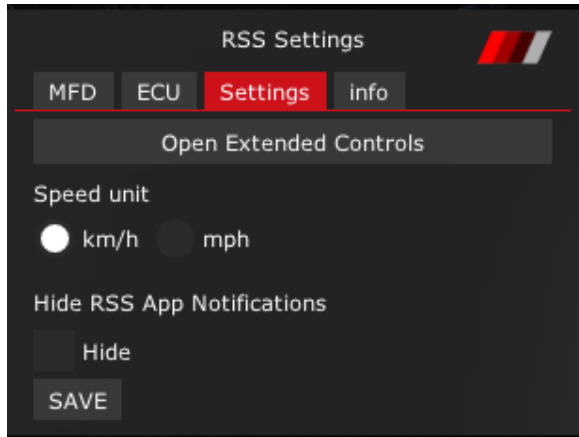 RSS Settings
MFD ECU Settings info
Open Extended Controls
Speed unit
km/h mph
Hide RSS App Notifications
Hide
SAVE